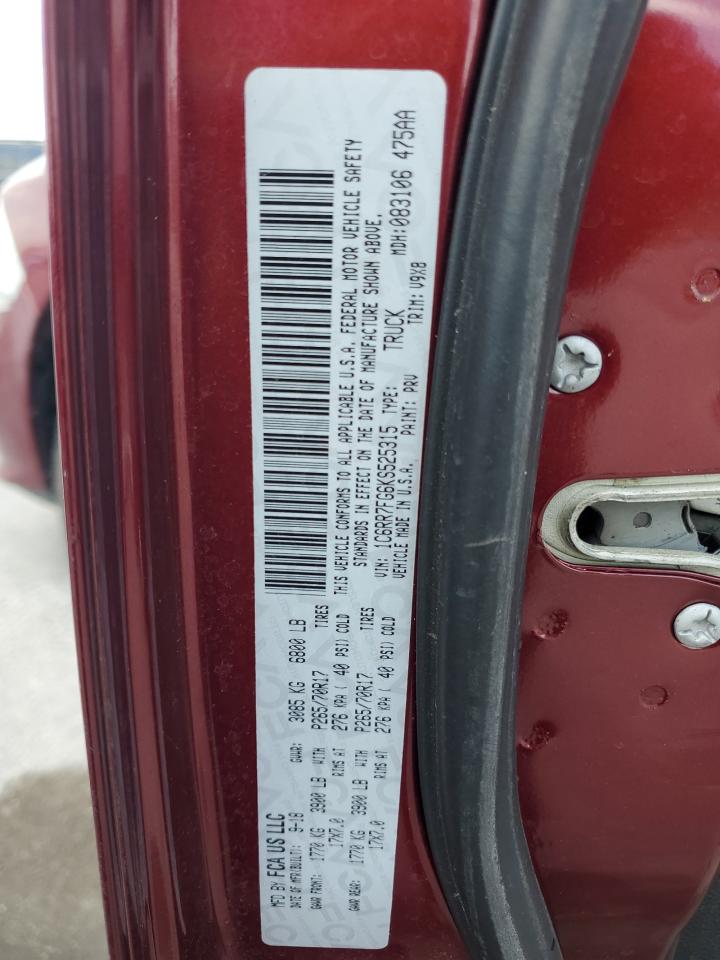 MFD BY FCA US LLC
DATE OF MFR(BUILT): 9-18 GVWR: 3085 KG 6800 LB
GAWR FRONT: 1770 KG 3900 LB WITH P265/70R17 TIRES
17X7.0 RIMS AT 276 KPA ( 40 PSI) COLD
GAWR REAR: 1770 KG 3900 LB WITH P265/70R17 TIRES
17X7.0 RIMS AT 276 KPA ( 40 PSI) COLD
THIS VEHICLE CONFORMS TO ALL APPLICABLE U.S.A. FEDERAL MOTOR VEHICLE SAFETY
STANDARDS IN EFFECT ON THE DATE OF MANUFACTURE SHOWN ABOVE.
VIN: 1C6RR7FG6KS525315 TYPE: TRUCK MDH:083106 475AA
VEHICLE MADE IN U.S.A. PAINT: PRV TRIM: V9X8